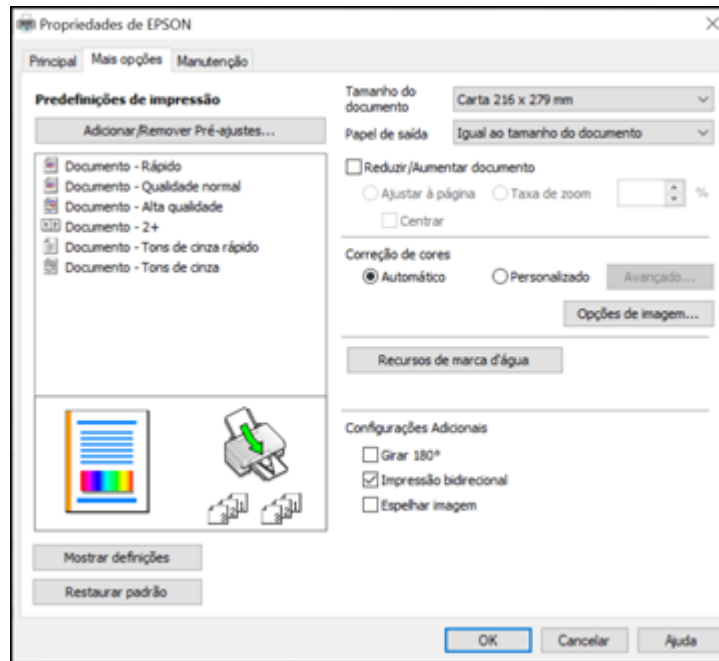 Propriedades de EPSON
Principal Mais opções Manutenção
Predefinições de impressão
Adicionar/Remover Pré-ajustes...
Documento - Rápido
Documento - Qualidade normal
Documento - Alta qualidade
Documento - 2+
Documento - Tons de cinza rápido
Documento - Tons de cinza
Mostrar definições
Restaurar padrão
Tamanho do
documento
Carta 216 x 279 mm
Papel de saída Igual ao tamanho do documento
Reduzir/Aumentar documento
Ajustar à página Taxa de zoom %
Centrar
Correção de cores
Automático Personalizado Avançado...
Opções de imagem...
Recursos de marca d'água
Configurações Adicionais
Girar 180°
Impressão bidirecional
Espelhar imagem
OK Cancelar Ajuda